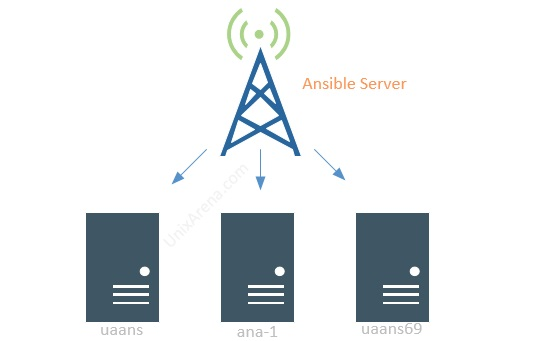 Ansible Server
UnixArena.com
uaans
ana-1
uaans69